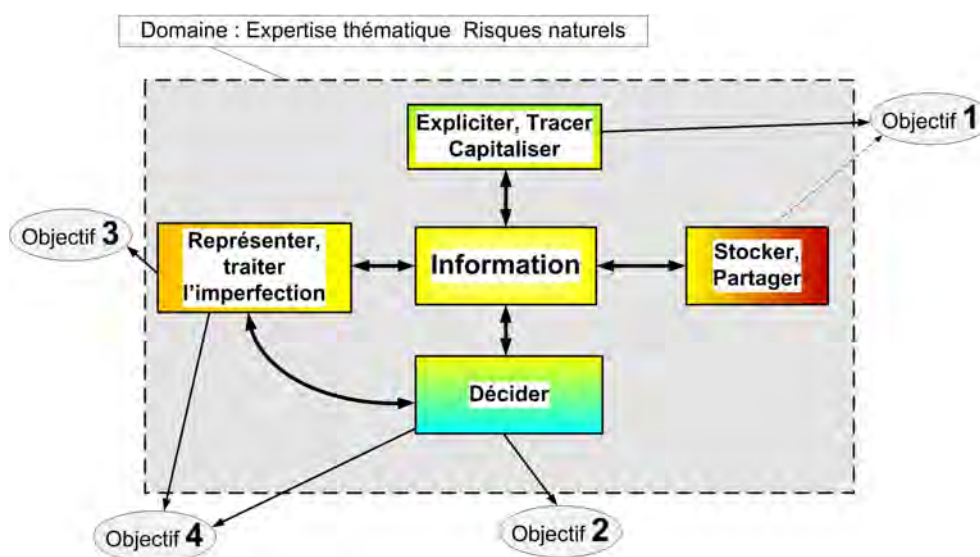 Domaine : Expertise thématique Risques naturels
Expliciter, Tracer
Capitaliser
Objectif 1
Objectif 3
Représenter,
traiter
l'imperfection
Information
Stocker,
Partager
Décider
Objectif 4
Objectif 2